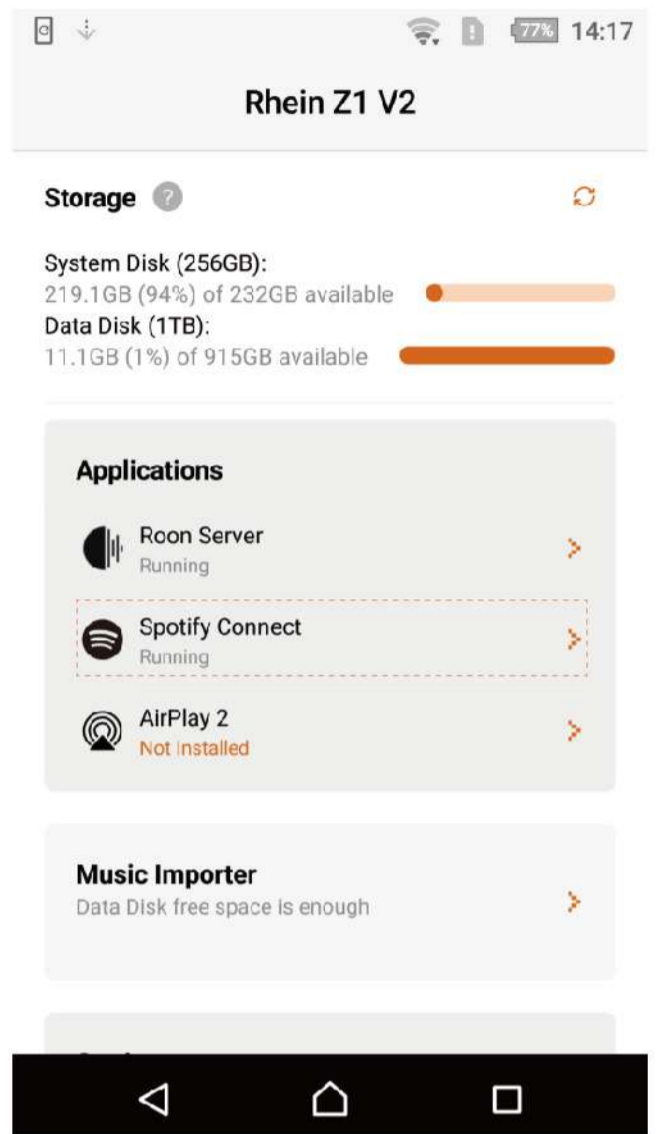 77% 14:17
Rhein Z1 V2
Storage ?
System Disk (256GB):
219.1GB (94%) of 232GB available
Data Disk (1TB):
11.1GB (1%) of 915GB available
Applications
Roon Server
Running
Spotify Connect
Running
AirPlay 2
Not Installed
Music Importer
Data Disk free space is enough